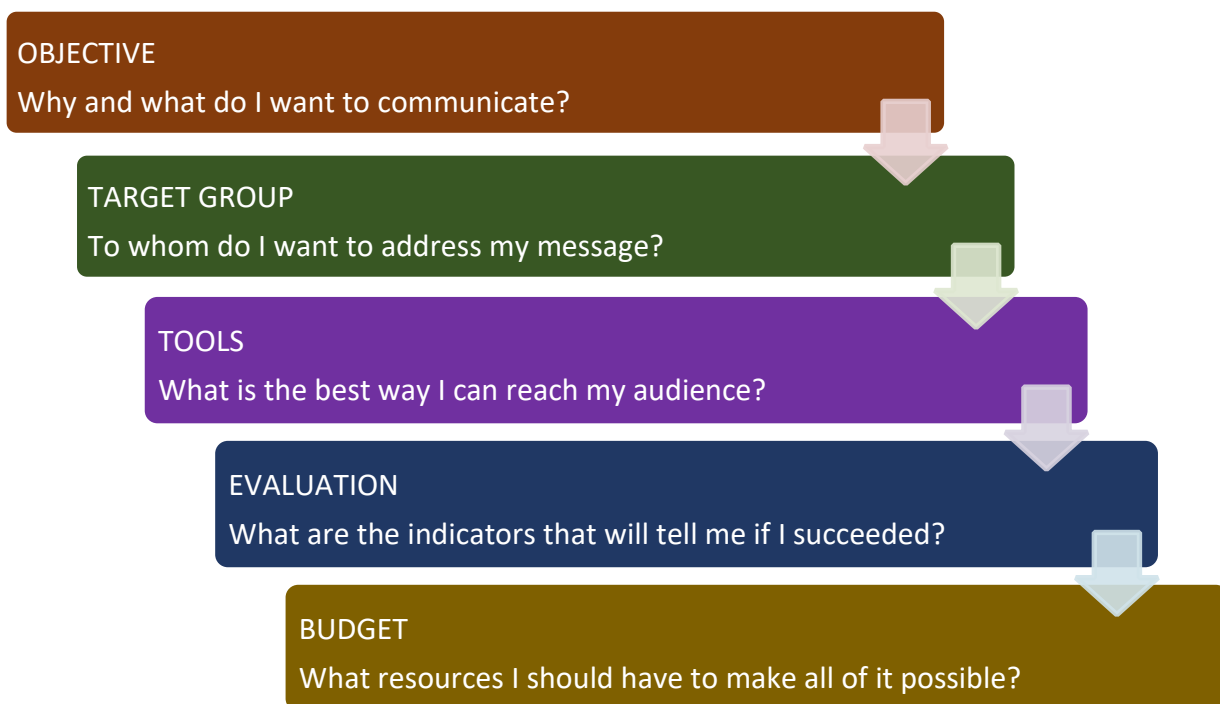 OBJECTIVE
Why and what do I want to communicate?
TARGET GROUP
To whom do I want to address my message?
TOOLS
What is the best way I can reach my audience?
EVALUATION
What are the indicators that will tell me if I succeeded?
BUDGET
What resources I should have to make all of it possible?